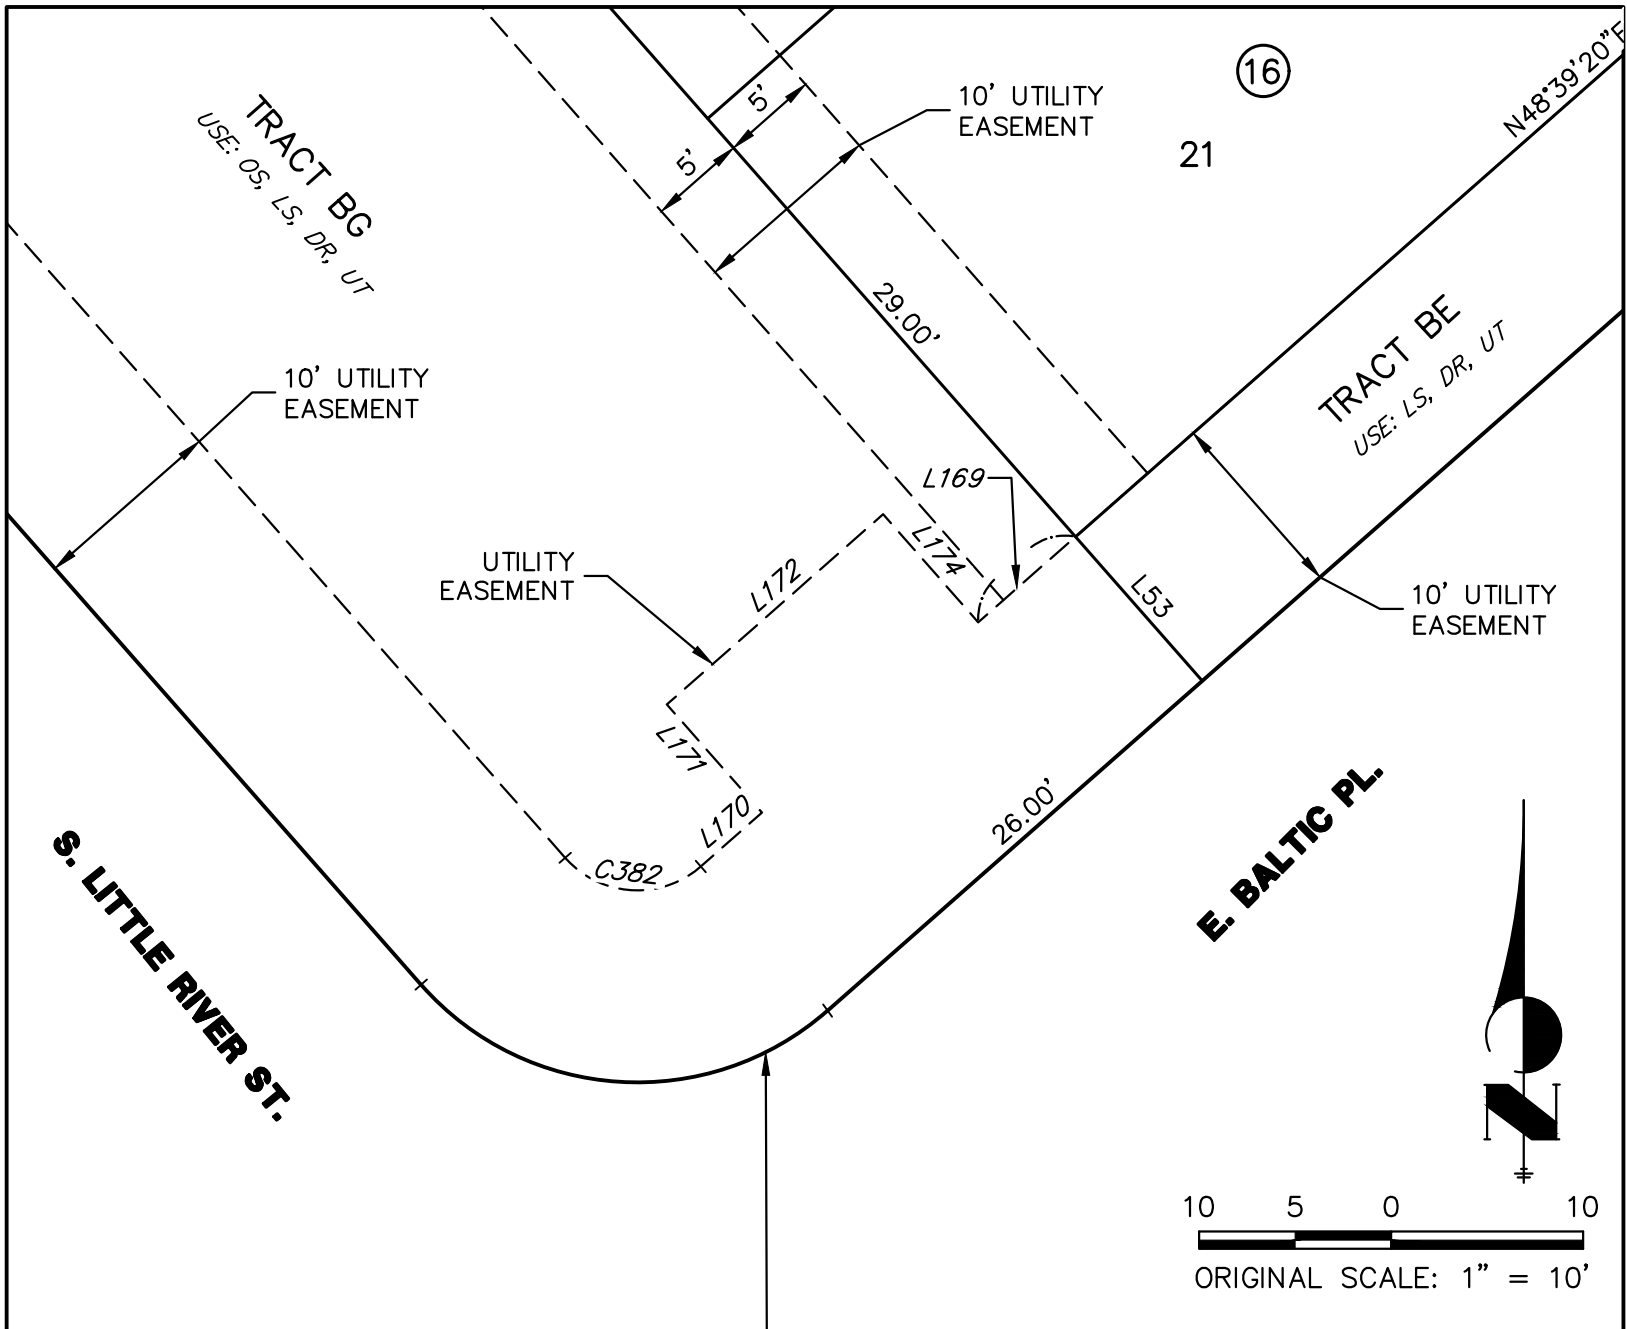 16
N48°39'20"E
TRACT BG
USE: OS, LS, DR, UT
5'
5'
10' UTILITY
EASEMENT
21
29.00'
TRACT BE
USE: LS, DR, UT
10' UTILITY
EASEMENT
L169
L174
UTILITY
EASEMENT
L172
L53
10' UTILITY
EASEMENT
L171
L170
C382
26.00'
S. LITTLE RIVER ST.
E. BALTIC PL.
N
10 5 0 10
ORIGINAL SCALE: 1" = 10'